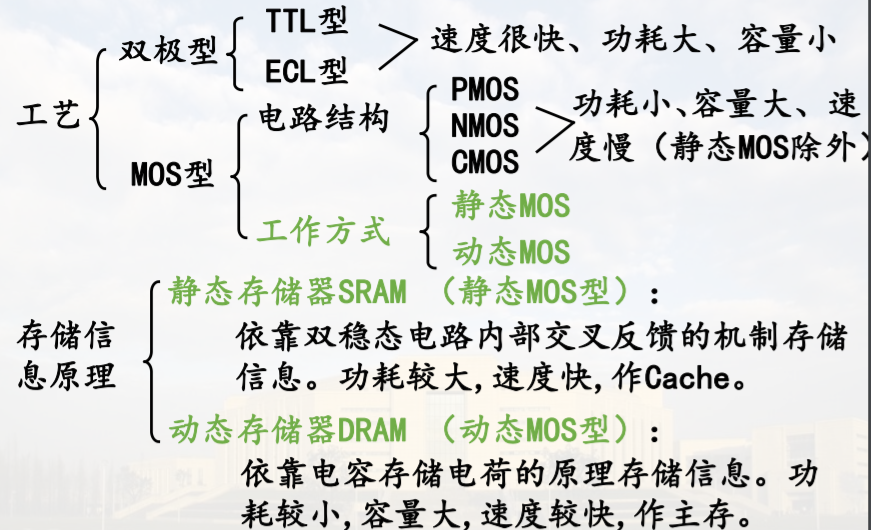 TTL型
双极型
ECL型
速度很快、功耗大、容量小
工艺
电路结构
PMOS
NMOS
CMOS
功耗小、容量大、速
度慢（静态MOS除外）
MOS型
工作方式
静态MOS
动态MOS
存储信
息原理
静态存储器SRAM （静态MOS型）：
依靠双稳态电路内部交叉反馈的机制存储
信息。功耗较大,速度快,作Cache。
动态存储器DRAM （动态MOS型）：
依靠电容存储电荷的原理存储信息。功
耗较小,容量大,速度较快,作主存。